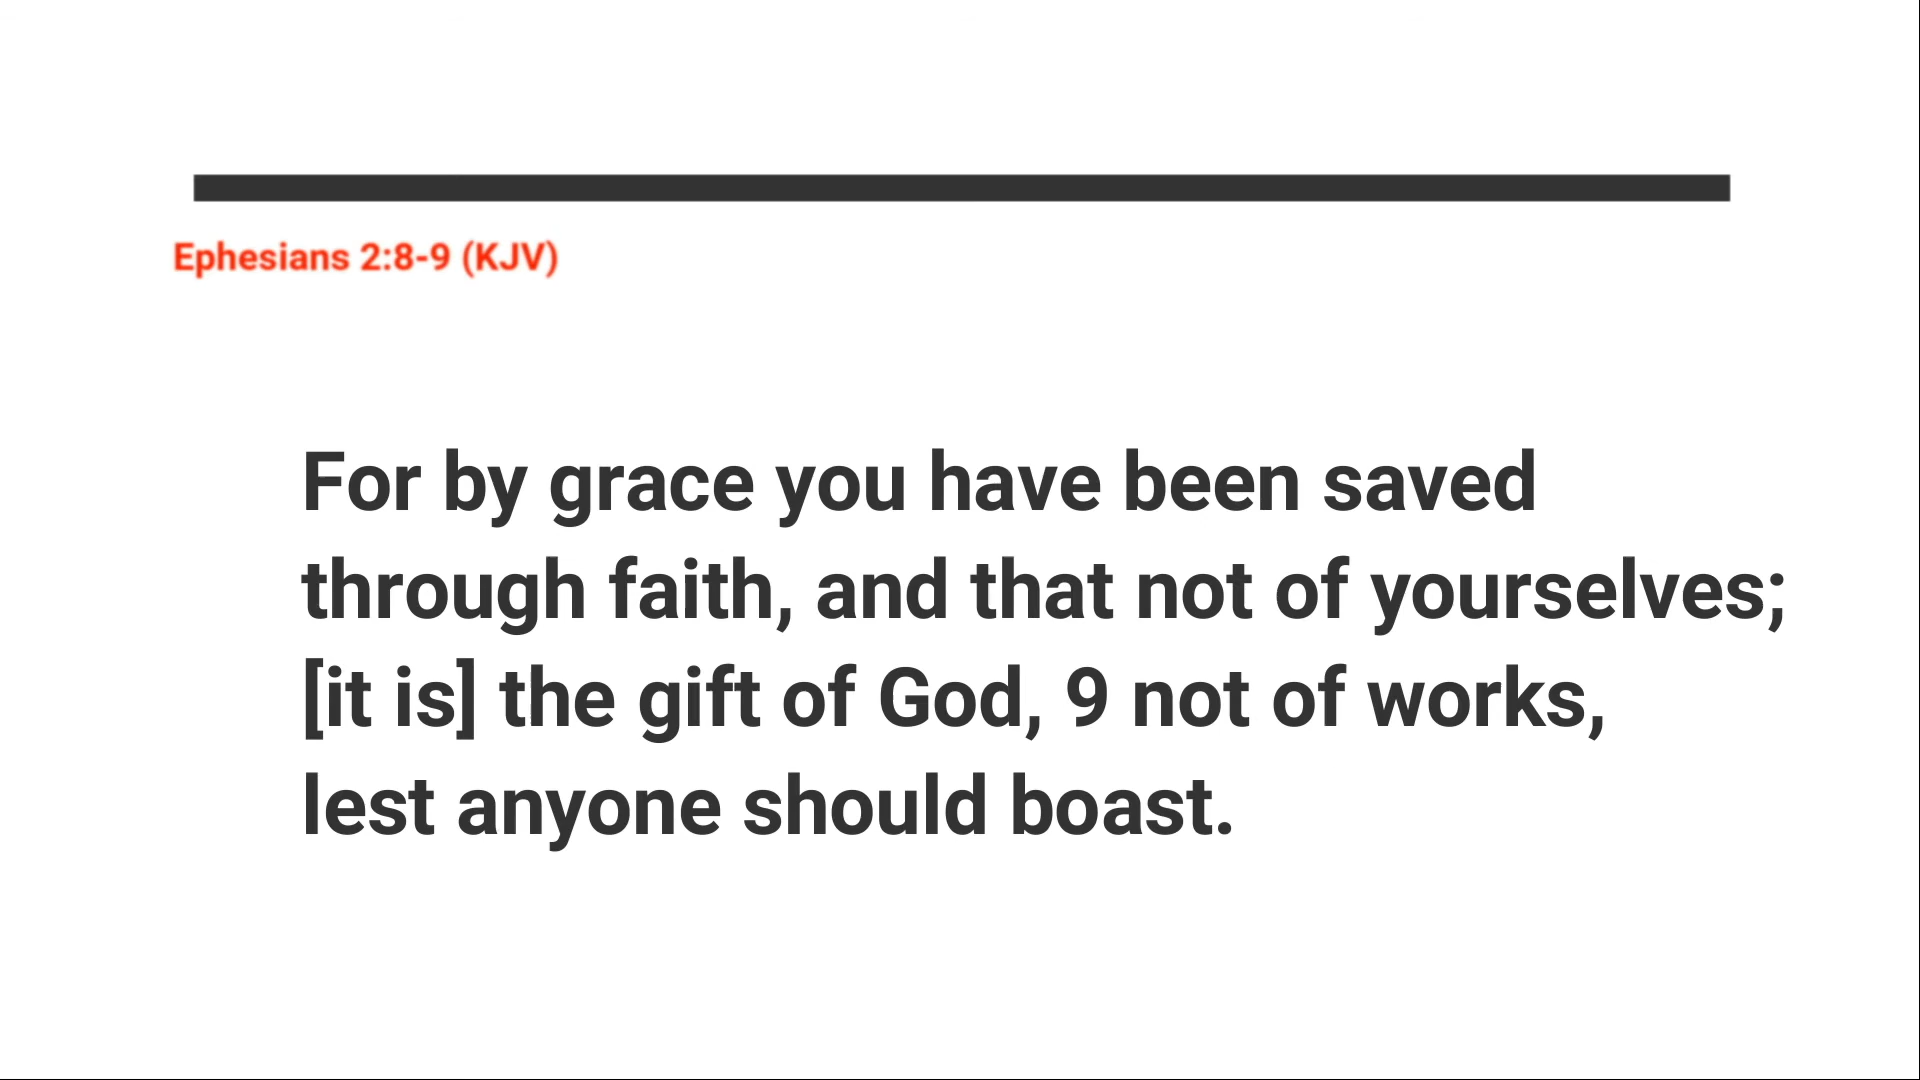 Ephesians 2:8-9 (KJV)
For by grace you have been saved
through faith, and that not of yourselves;
[it is] the gift of God, 9 not of works,
lest anyone should boast.